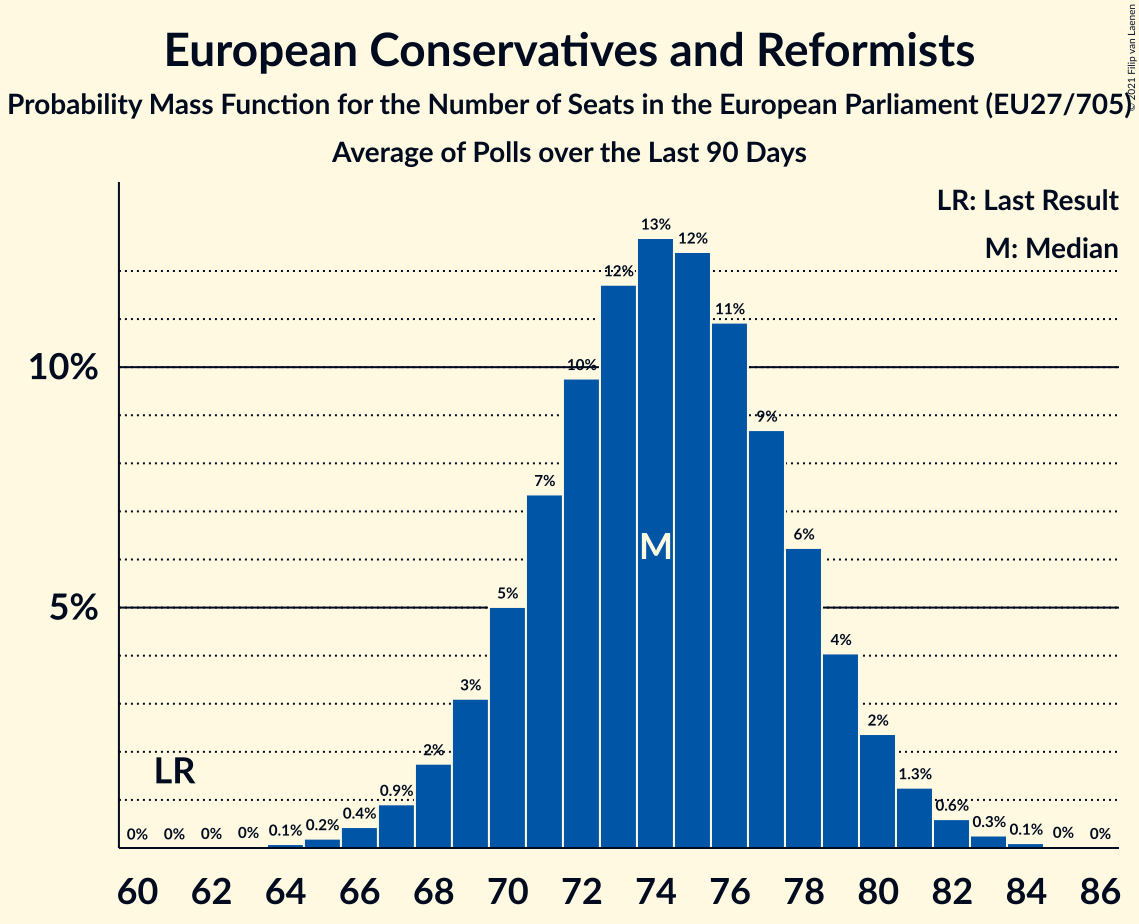 European Conservatives and Reformists
Probability Mass Function for the Number of Seats in the European Parliament (EU27/705)
Average of Polls over the Last 90 Days
© 2021 Filip van Laenen
LR: Last Result
M: Median
10%
5%
0% 0% 0% 0% 0.1% 0.2% 0.4% 0.9% 2% 3% 5% 7% 10% 12% 13% 12% 11% 9% 6% 4% 2% 1.3% 0.6% 0.3% 0.1% 0% 0%
M
LR
60 62 64 66 68 70 72 74 76 78 80 82 84 86